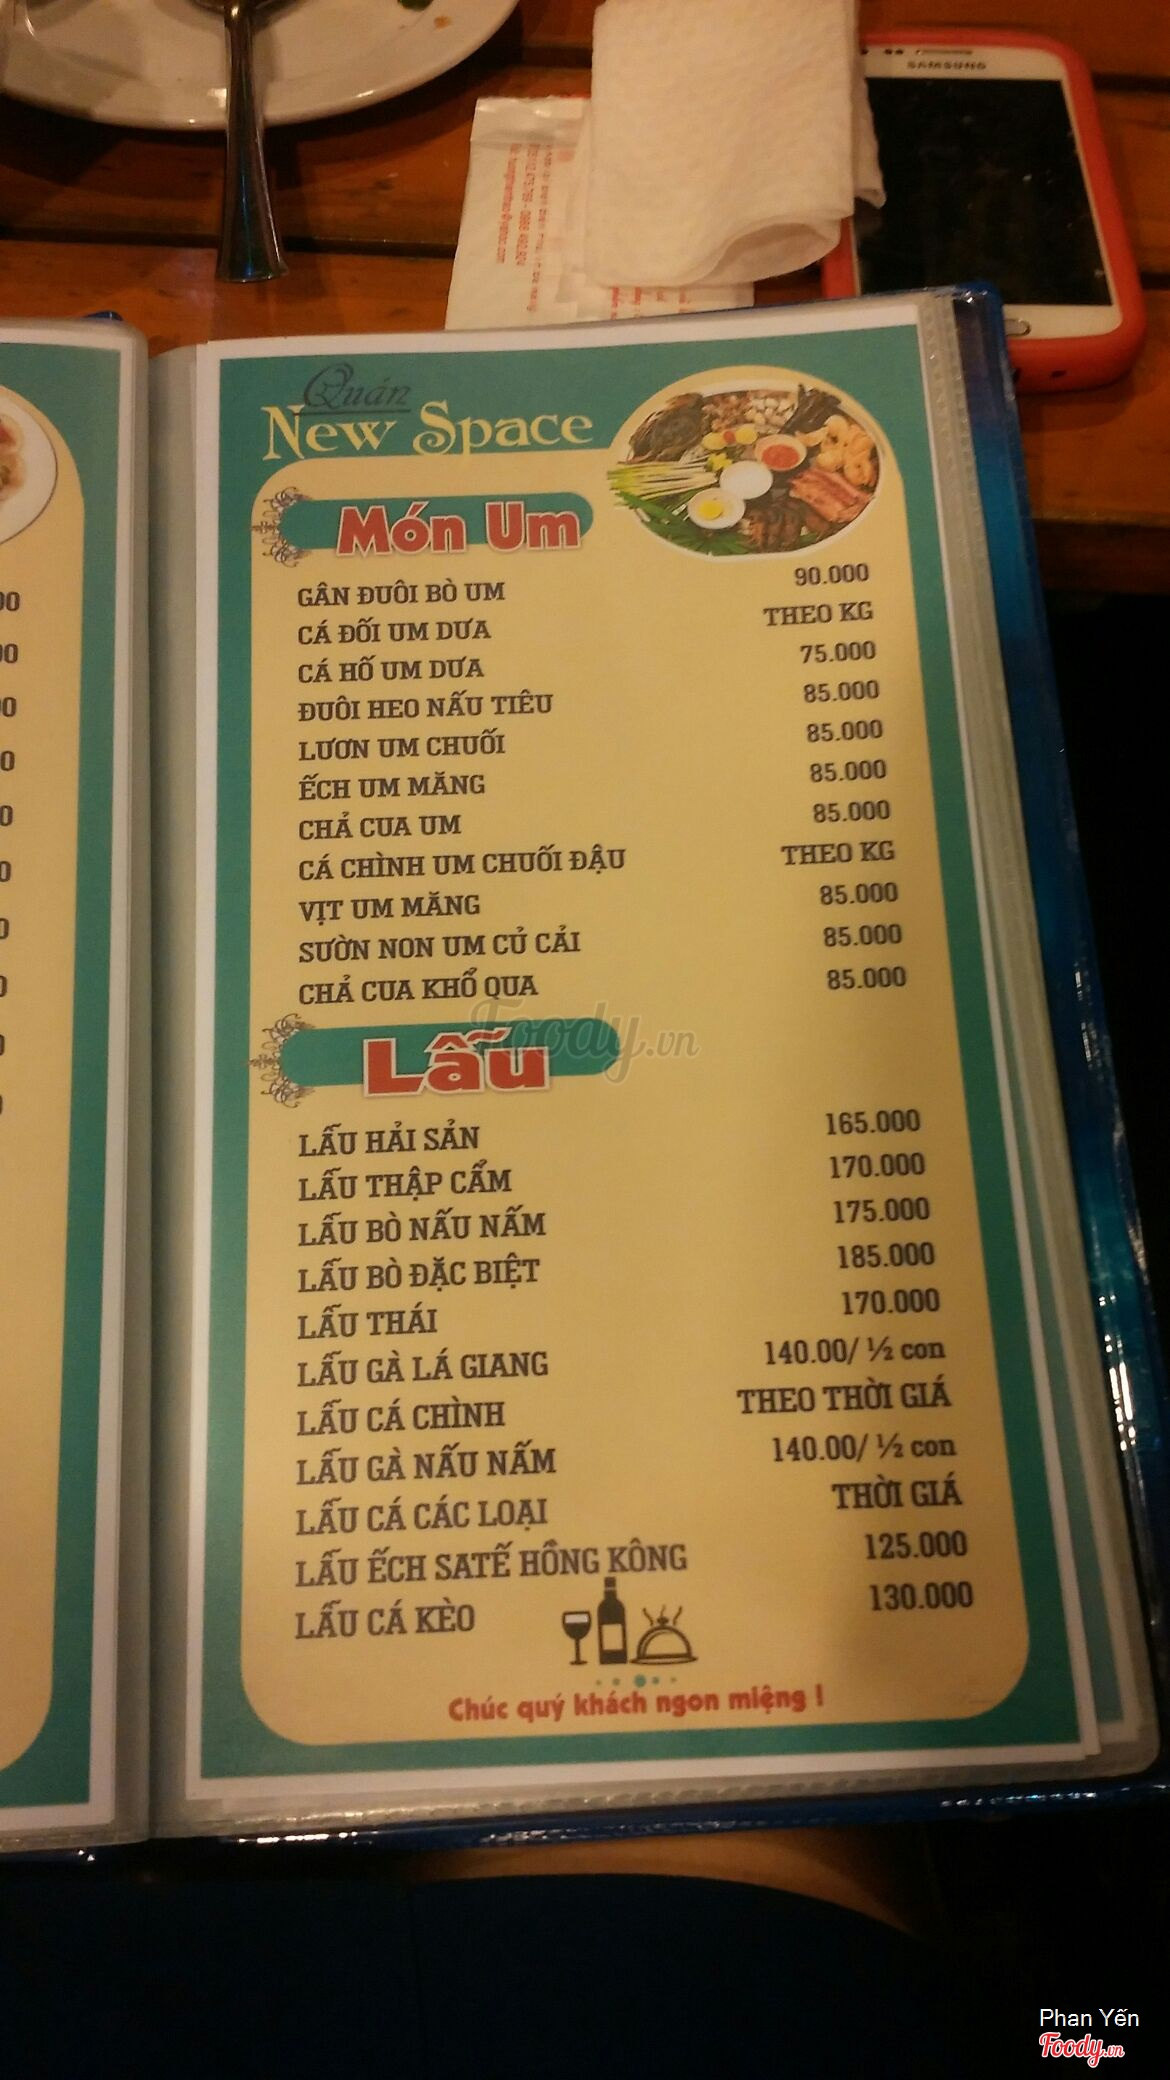 SAMSUNG
Quán
New Space
Món Um
GÂN ĐUÔI BÒ UM 90.000
CÁ ĐỐI UM DƯA THEO KG
CÁ HỐ UM DƯA 75.000
ĐUÔI HEO NẤU TIÊU 85.000
LƯƠN UM CHUỐI 85.000
ẾCH UM MĂNG 85.000
CHẢ CUA UM 85.000
CÁ CHÌNH UM CHUỐI ĐẬU THEO KG
VỊT UM MĂNG 85.000
SƯỜN NON UM CỦ CẢI 85.000
CHẢ CUA KHỔ QUA 85.000
Foody.vn
Lẩu
LẨU HẢI SẢN 165.000
LẨU THẬP CẨM 170.000
LẨU BÒ NẤU NẤM 175.000
LẨU BÒ ĐẶC BIỆT 185.000
LẨU THÁI 170.000
LẨU GÀ LÁ GIANG 140.00/ ½ con
LẨU CÁ CHÌNH THEO THỜI GIÁ
LẨU GÀ NẤU NẤM 140.00/ ½ con
LẨU CÁ CÁC LOẠI THỜI GIÁ
LẨU ẾCH SATẾ HỒNG KÔNG 125.000
LẨU CÁ KÈO 130.000
Chúc quý khách ngon miệng !
Phan Yến
Foody.vn